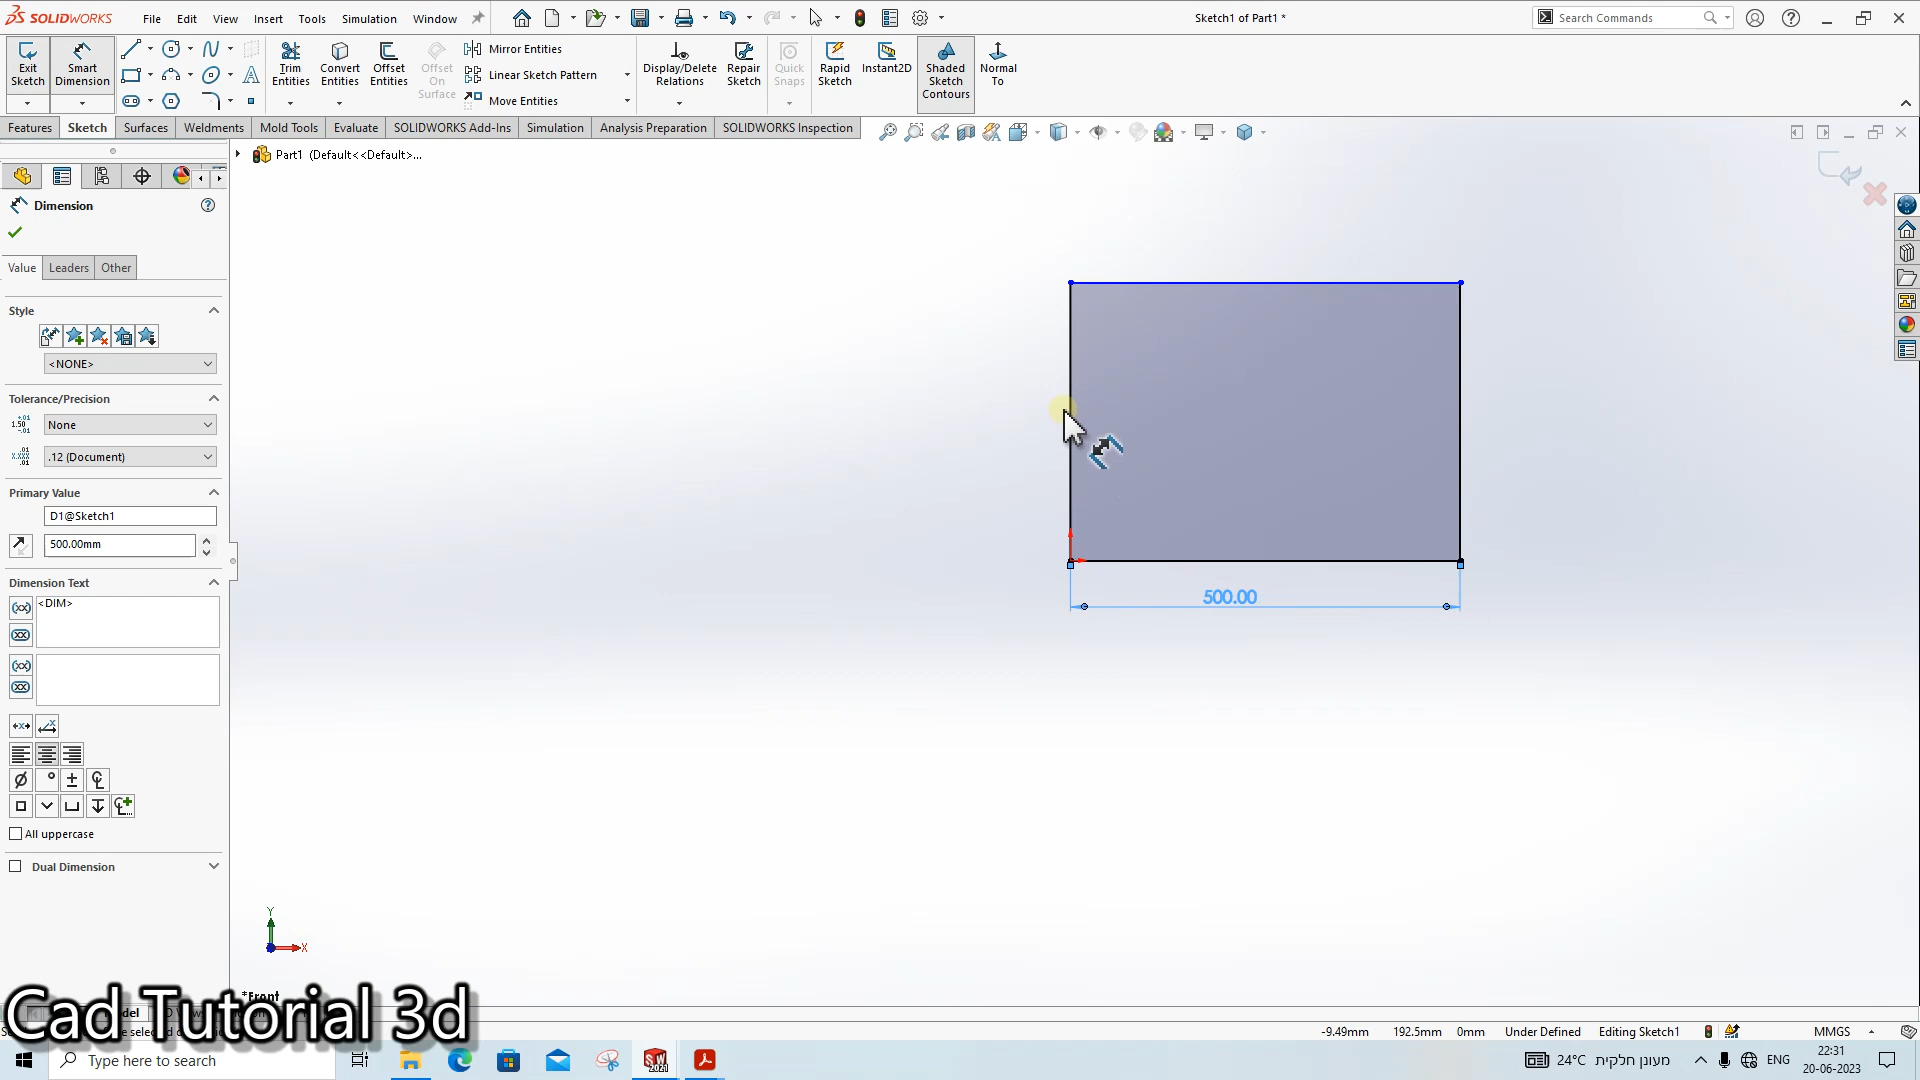 SOLIDWORKS File Edit View Insert Tools Simulation Window Sketch1 of Part1 * Search Commands
Exit Sketch
Smart Dimension
Trim Entities
Convert Entities
Offset Entities
Offset On Surface
Mirror Entities
Linear Sketch Pattern
Move Entities
Display/Delete Relations
Repair Sketch
Quick Snaps
Rapid Sketch
Instant2D
Shaded Sketch Contours
Normal To
Features Sketch Surfaces Weldments Mold Tools Evaluate SOLIDWORKS Add-Ins Simulation Analysis Preparation SOLIDWORKS Inspection
Part1 (Default<<Default>...
Dimension
Value Leaders Other
Style
<NONE>
Tolerance/Precision
None
.12 (Document)
Primary Value
D1@Sketch1
500.00mm
Dimension Text
<DIM>
All uppercase
Dual Dimension
500.00
Y
X
*Front
Cad Tutorial 3d
-9.49mm 192.5mm 0mm Under Defined Editing Sketch1 MMGS
Type here to search
24°C מעונן חלקית ENG
22:31
20-06-2023